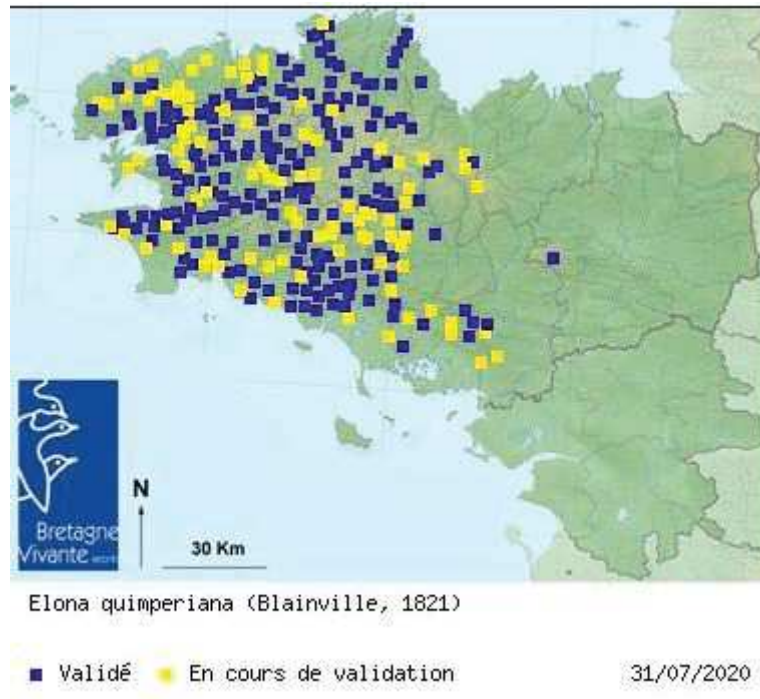 Bretagne
Vivante
N
30 Km
Elona quimperiana (Blainville, 1821)
Validé
En cours de validation
31/07/2020